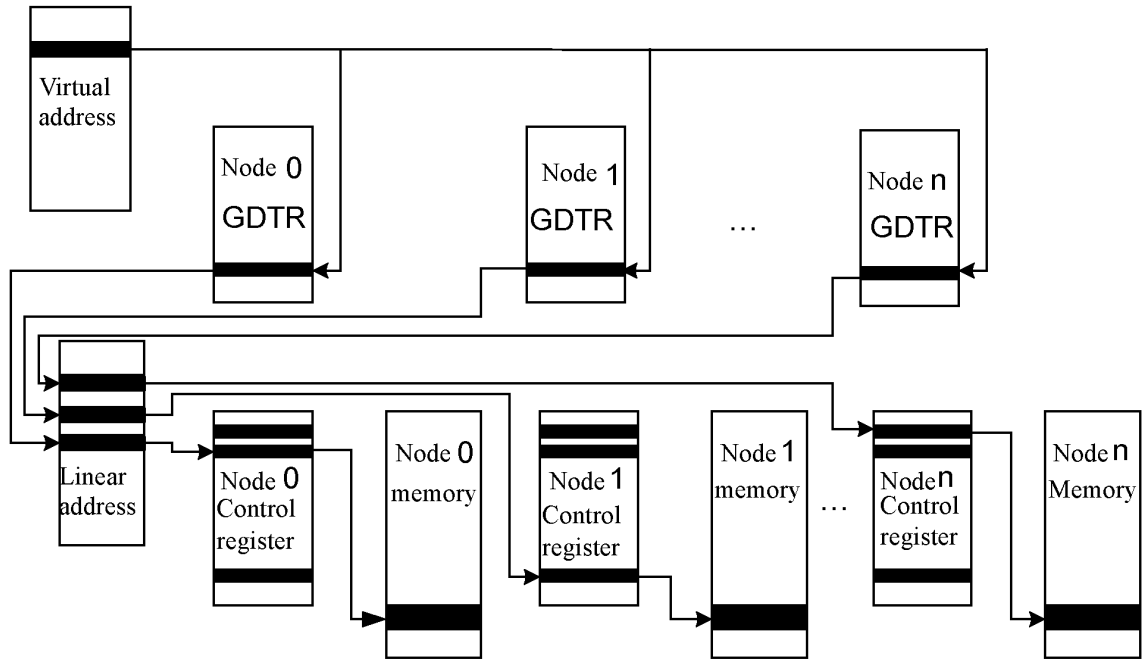 Virtual
address
Node 0
GDTR
Node 1
GDTR
...
Node n
GDTR
Linear
address
Node 0
Control
register
Node 0
memory
Node 1
Control
register
Node 1
memory
...
Node n
Control
register
Node n
Memory